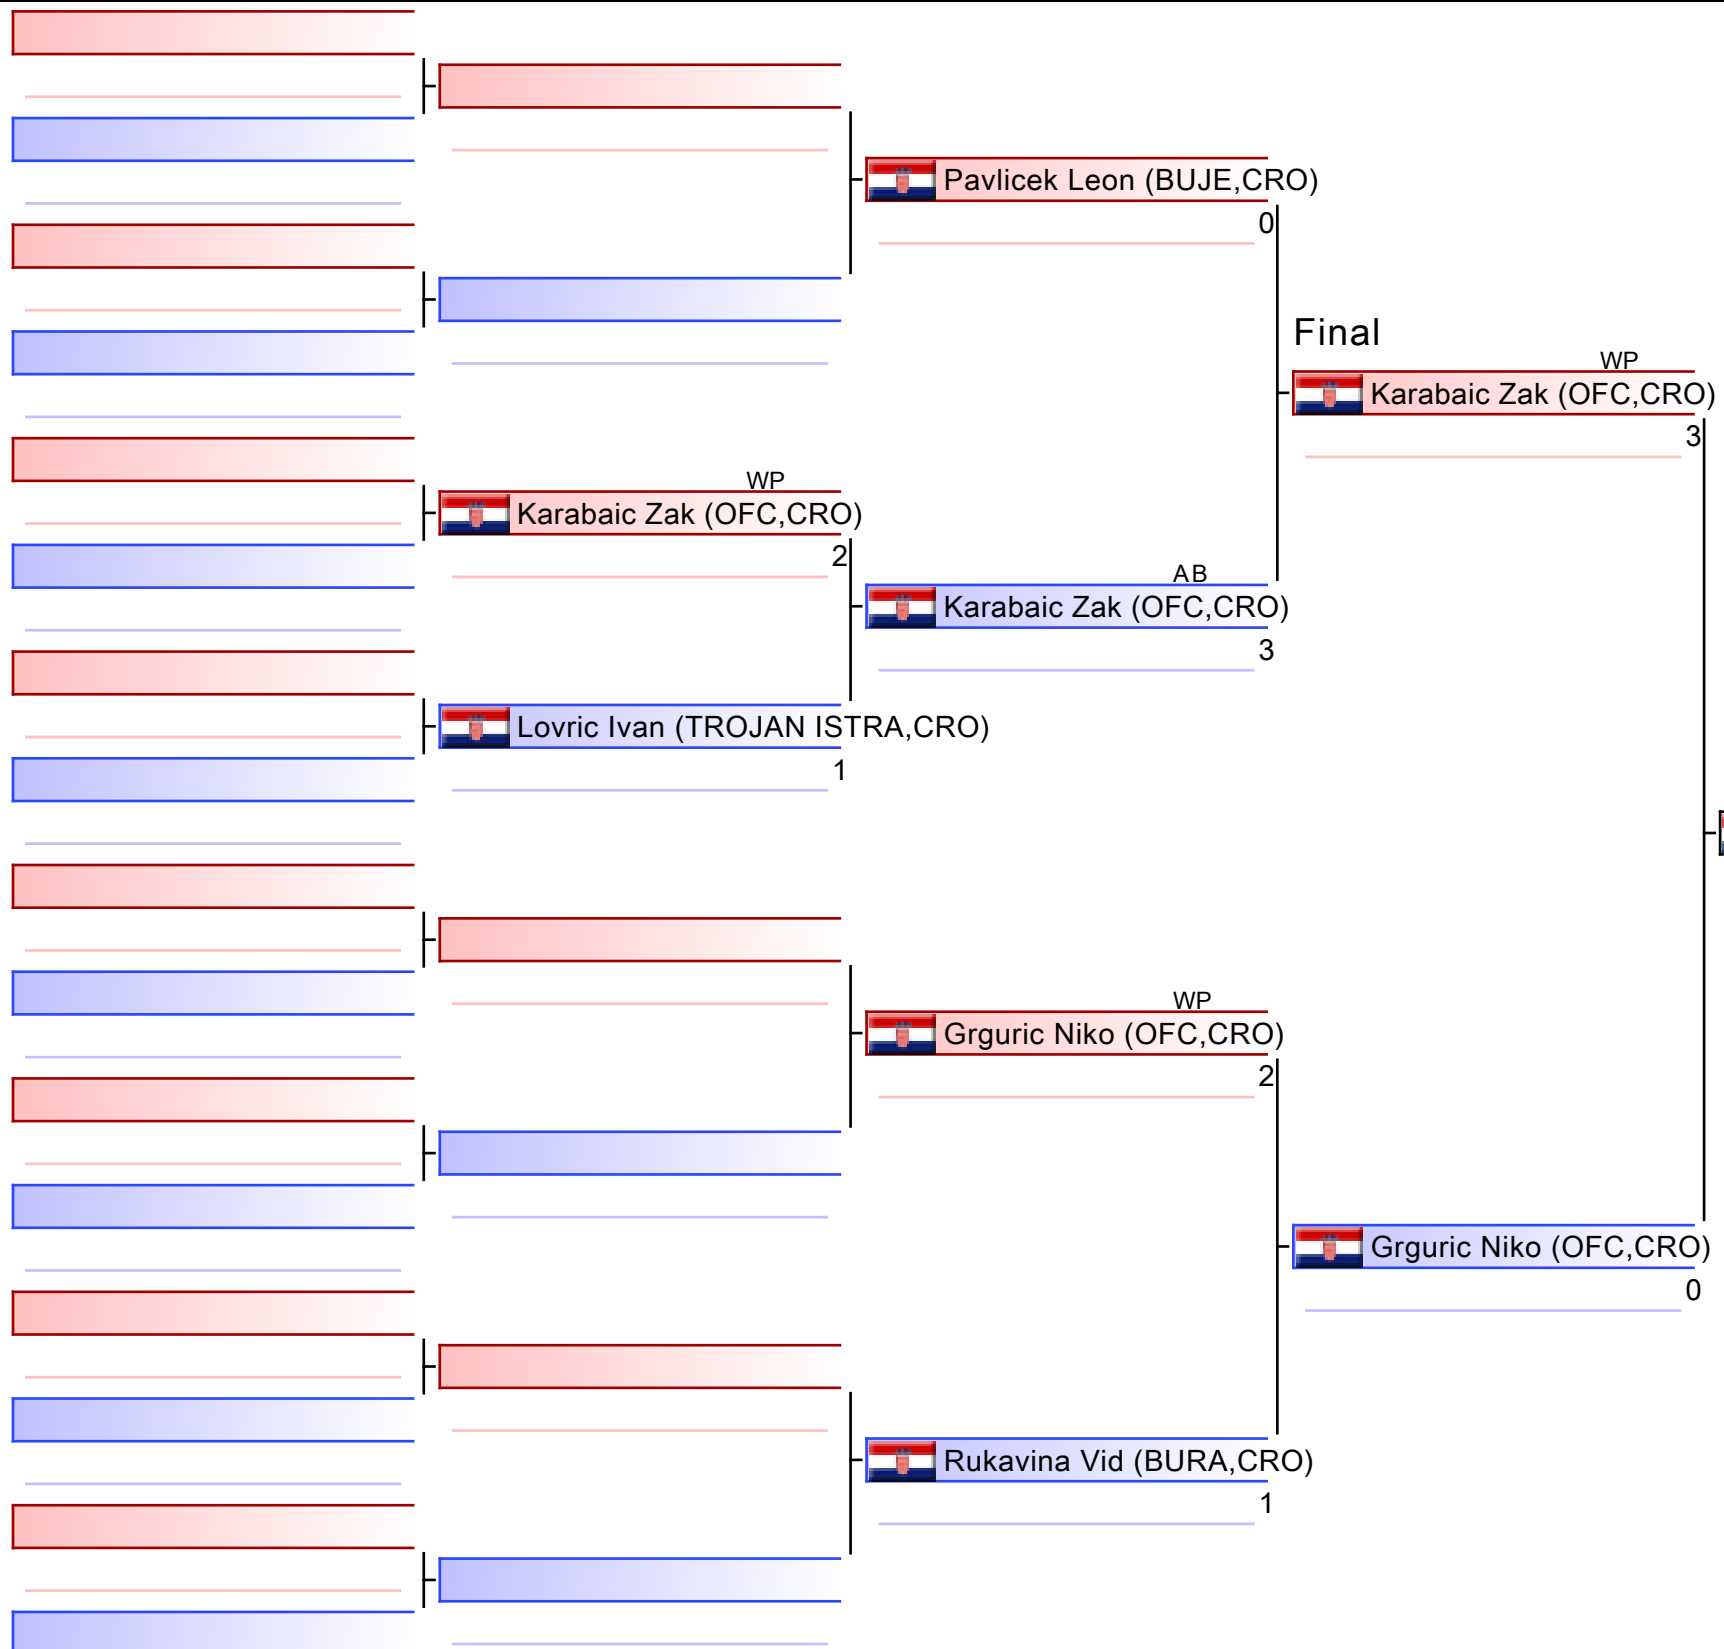 Pavlicek Leon (BUJE,CRO)
0
Final
WP
Karabaic Zak (OFC,CRO)
3
WP
Karabaic Zak (OFC,CRO)
2
AB
Karabaic Zak (OFC,CRO)
3
Lovric Ivan (TROJAN ISTRA,CRO)
1
WP
Grguric Niko (OFC,CRO)
2
Grguric Niko (OFC,CRO)
0
Rukavina Vid (BURA,CRO)
1